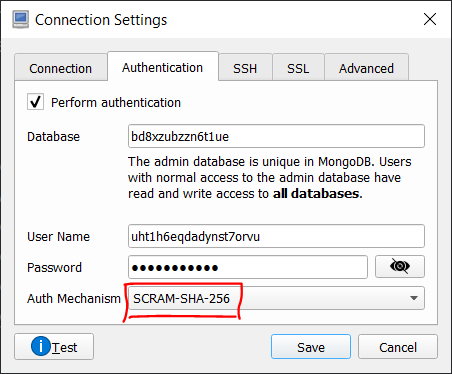 Connection Settings
Connection Authentication SSH SSL Advanced
Perform authentication
Database bd8xzubzzn6t1ue
The admin database is unique in MongoDB. Users
with normal access to the admin database have
read and write access to all databases.
User Name uht1h6eqdadynst7orvu
Password ●●●●●●●●●●●
Auth Mechanism SCRAM-SHA-256
Test Save Cancel